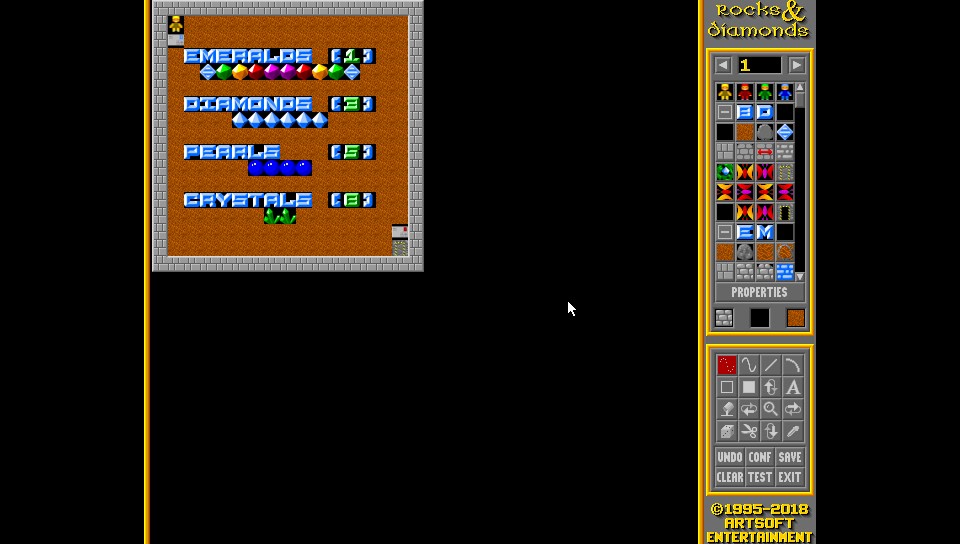 Rocks & Diamonds
1
EMERALDS (1)
DIAMONDS (3)
PEARLS (5)
CRYSTALS (8)
B D
E M
PROPERTIES
A
UNDO CONF SAVE
CLEAR TEST EXIT
©1995-2018
ARTSOFT
ENTERTAINMENT